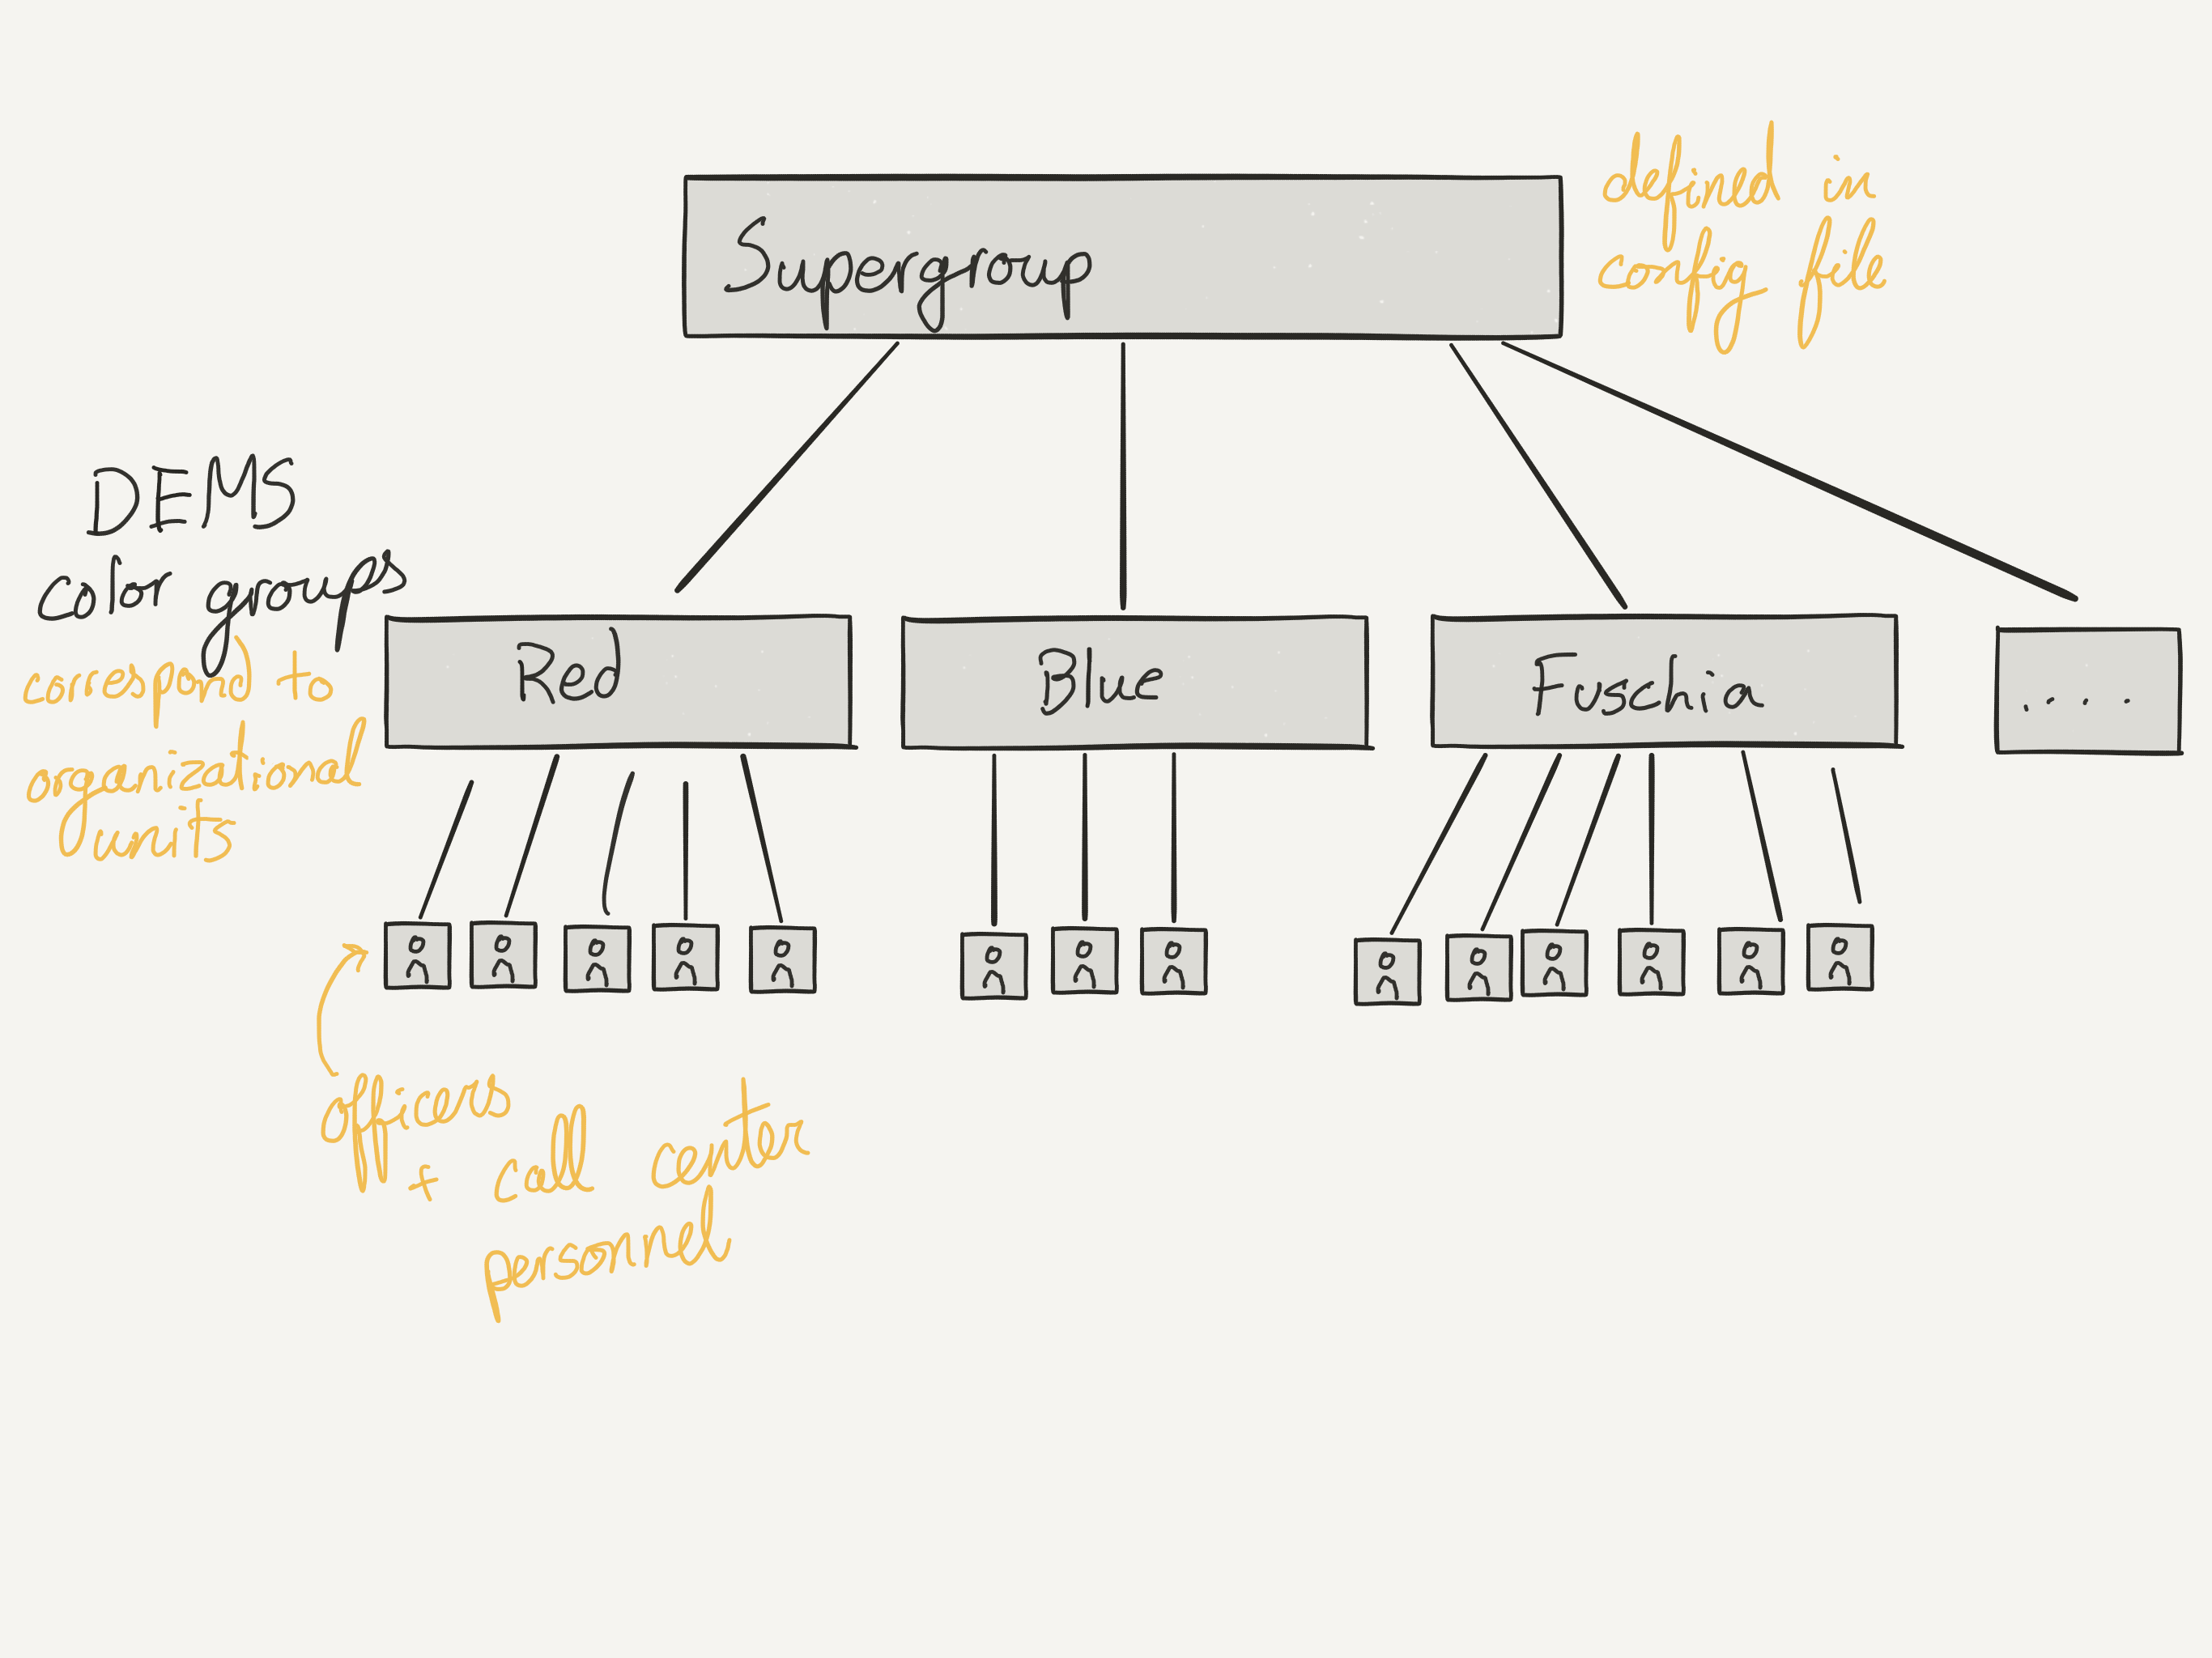 defined in
config file
Supergroup
DEMS
color groups
correspond to
organizational
units
Red
Blue
Fuschia
....
officers
+ call center
personnel